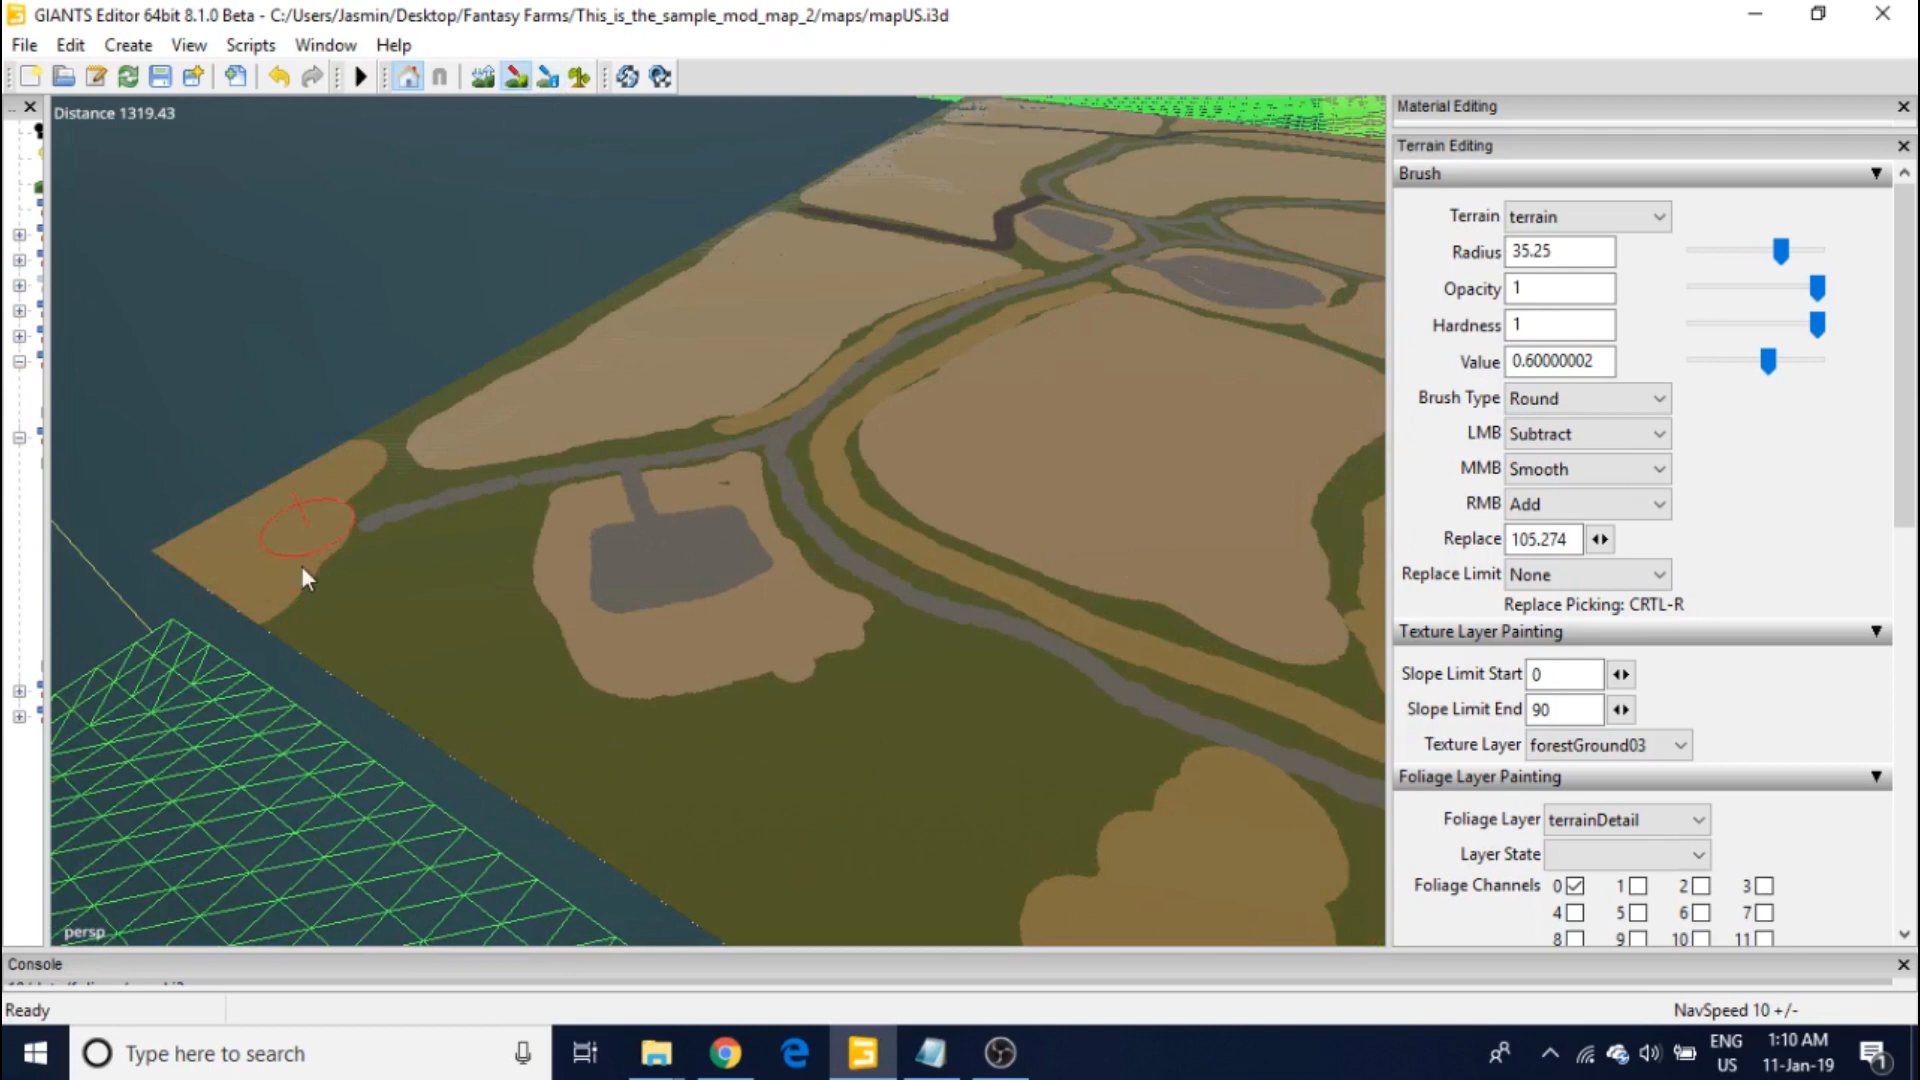 GIANTS Editor 64bit 8.1.0 Beta - C:/Users/Jasmin/Desktop/Fantasy Farms/This_is_the_sample_mod_map_2/maps/mapUS.i3d
File Edit Create View Scripts Window Help
Distance 1319.43
persp
Material Editing
Terrain Editing
Brush
Terrain terrain
Radius 35.25
Opacity 1
Hardness 1
Value 0.60000002
Brush Type Round
LMB Subtract
MMB Smooth
RMB Add
Replace 105.274
Replace Limit None
Replace Picking: CRTL-R
Texture Layer Painting
Slope Limit Start 0
Slope Limit End 90
Texture Layer forestGround03
Foliage Layer Painting
Foliage Layer terrainDetail
Layer State
Foliage Channels 0 1 2 3
4 5 6 7
8 9 10 11
Console
Ready
NavSpeed 10 +/-
Type here to search
ENG
US
1:10 AM
11-Jan-19
1